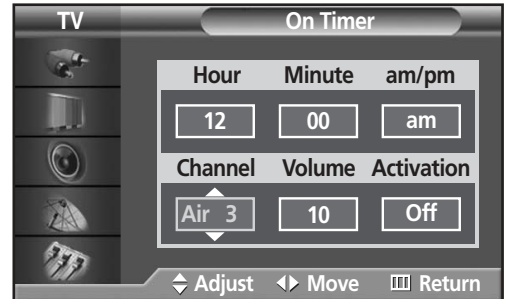 TV
On Timer
Hour Minute am/pm
12 00 am
Channel Volume Activation
Air 3 10 Off
Adjust Move Return